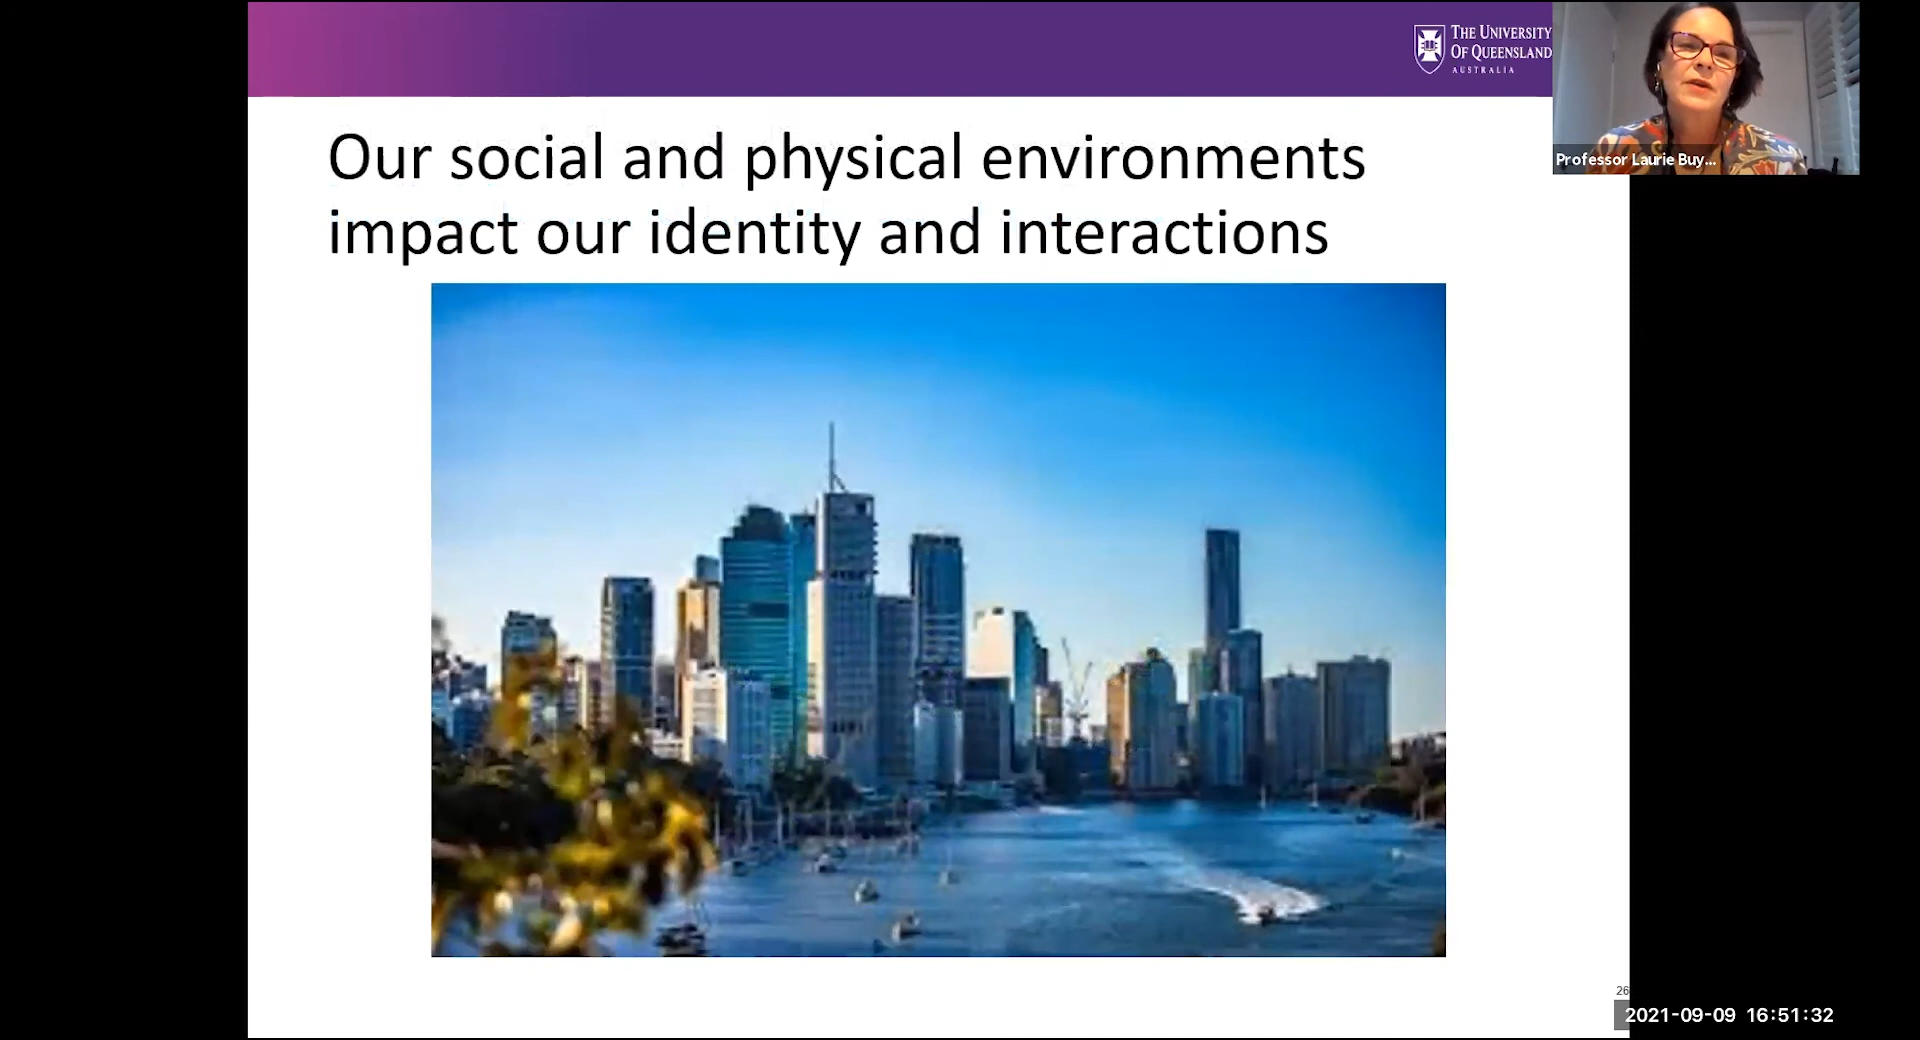 THE UNIVERSITY
OF QUEENSLAND
AUSTRALIA
Professor Laurie Buy...
Our social and physical environments
impact our identity and interactions
26
2021-09-09 16:51:32